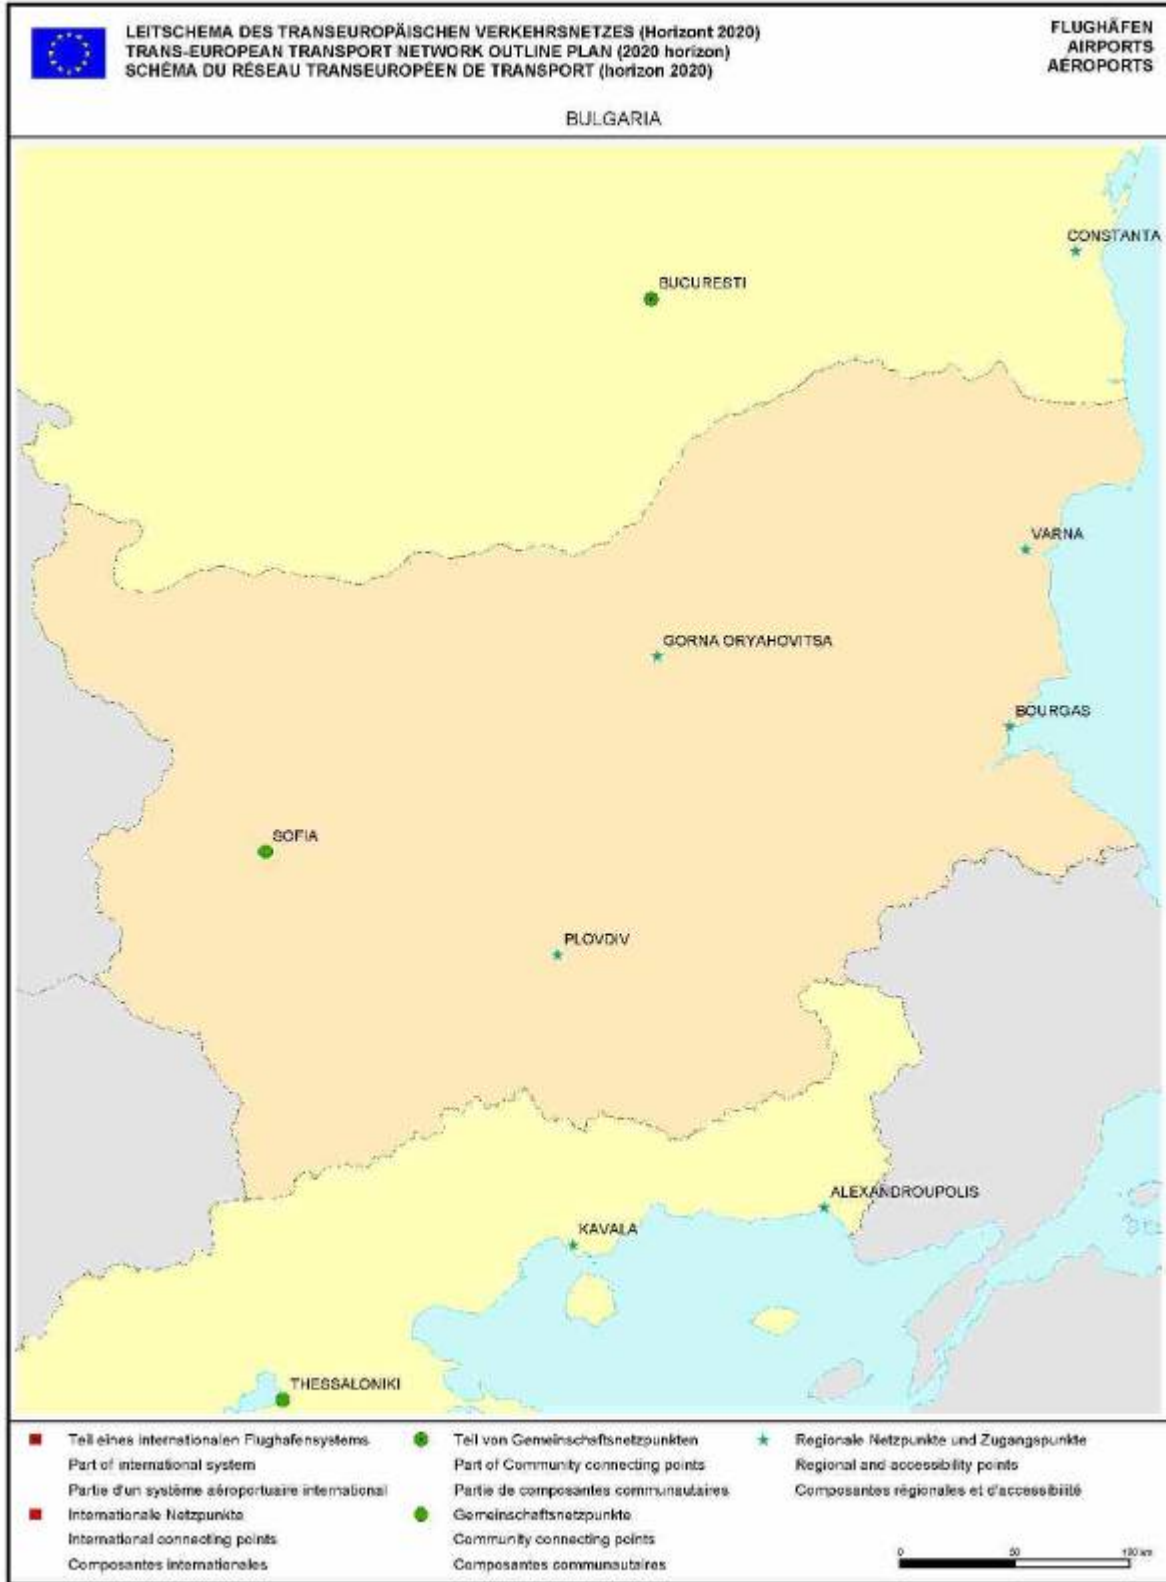 LEITSCHEMA DES TRANSEUROPÄISCHEN VERKEHRSNETZES (Horizont 2020)
TRANS-EUROPEAN TRANSPORT NETWORK OUTLINE PLAN (2020 horizon)
SCHÉMA DU RÉSEAU TRANSEUROPÉEN DE TRANSPORT (horizon 2020)
FLUGHÄFEN
AIRPORTS
AÉROPORTS
BULGARIA
CONSTANTA
BUCURESTI
VARNA
GORNA ORYAHOVITSA
BOURGAS
SOFIA
PLOVDIV
ALEXANDROUPOLIS
KAVALA
THESSALONIKI
Teil eines internationalen Flughafensystems
Part of international system
Partie d'un système aéroportuaire international
Internationale Netzpunkte
International connecting points
Composantes internationales
Teil von Gemeinschaftsnetzpunkten
Part of Community connecting points
Partie de composantes communautaires
Gemeinschaftsnetzpunkte
Community connecting points
Composantes communautaires
Regionale Netzpunkte und Zugangspunkte
Regional and accessibility points
Composantes régionales et d'accessibilité
0 50 100 km